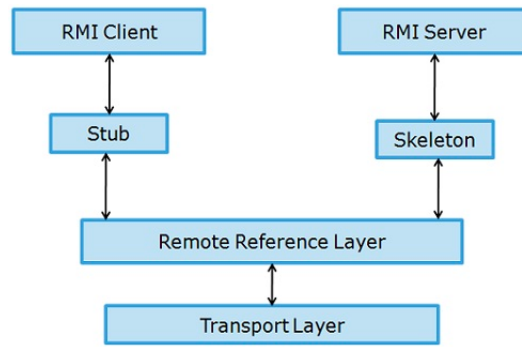 RMI Client
RMI Server
Stub
Skeleton
Remote Reference Layer
Transport Layer